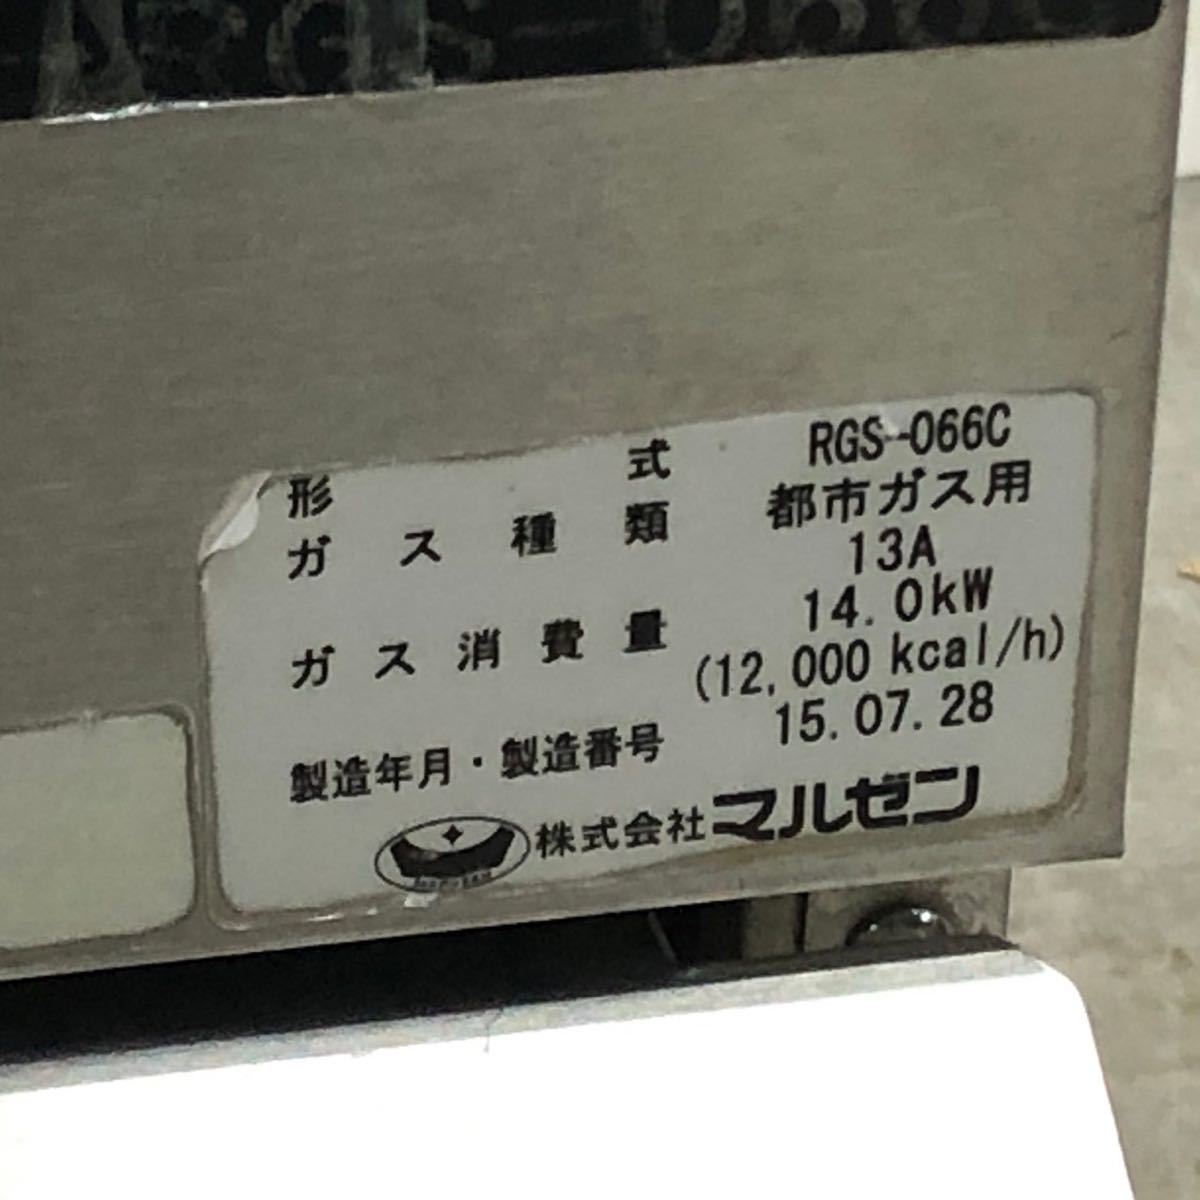 形式 RGS-066C
ガス種類 都市ガス用
13A
ガス消費量 14.0kW
(12,000 kcal/h)
製造年月・製造番号 15.07.28
株式会社マルゼン